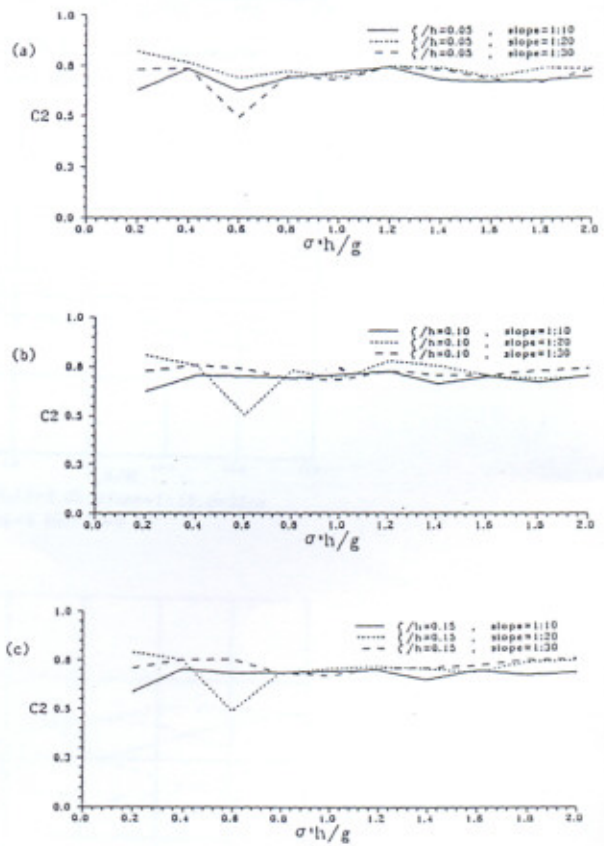 (a)
ζ/h=0.05 , slope=1:10
ζ/h=0.05 , slope=1:20
ζ/h=0.05 , slope=1:30
1.0
0.8
0.5
0.3
0.0
C2
0.0 0.2 0.4 0.6 0.8 1.0 1.2 1.4 1.6 1.8 2.0
σ²h/g
(b)
ζ/h=0.10 , slope=1:10
ζ/h=0.10 , slope=1:20
ζ/h=0.10 , slope=1:30
1.0
0.8
0.5
0.3
0.0
C2
0.0 0.2 0.4 0.6 0.8 1.0 1.2 1.4 1.6 1.8 2.0
σ²h/g
(c)
ζ/h=0.15 , slope=1:10
ζ/h=0.15 , slope=1:20
ζ/h=0.15 , slope=1:30
1.0
0.8
0.5
0.3
0.0
C2
0.0 0.2 0.4 0.6 0.8 1.0 1.2 1.4 1.6 1.8 2.0
σ²h/g